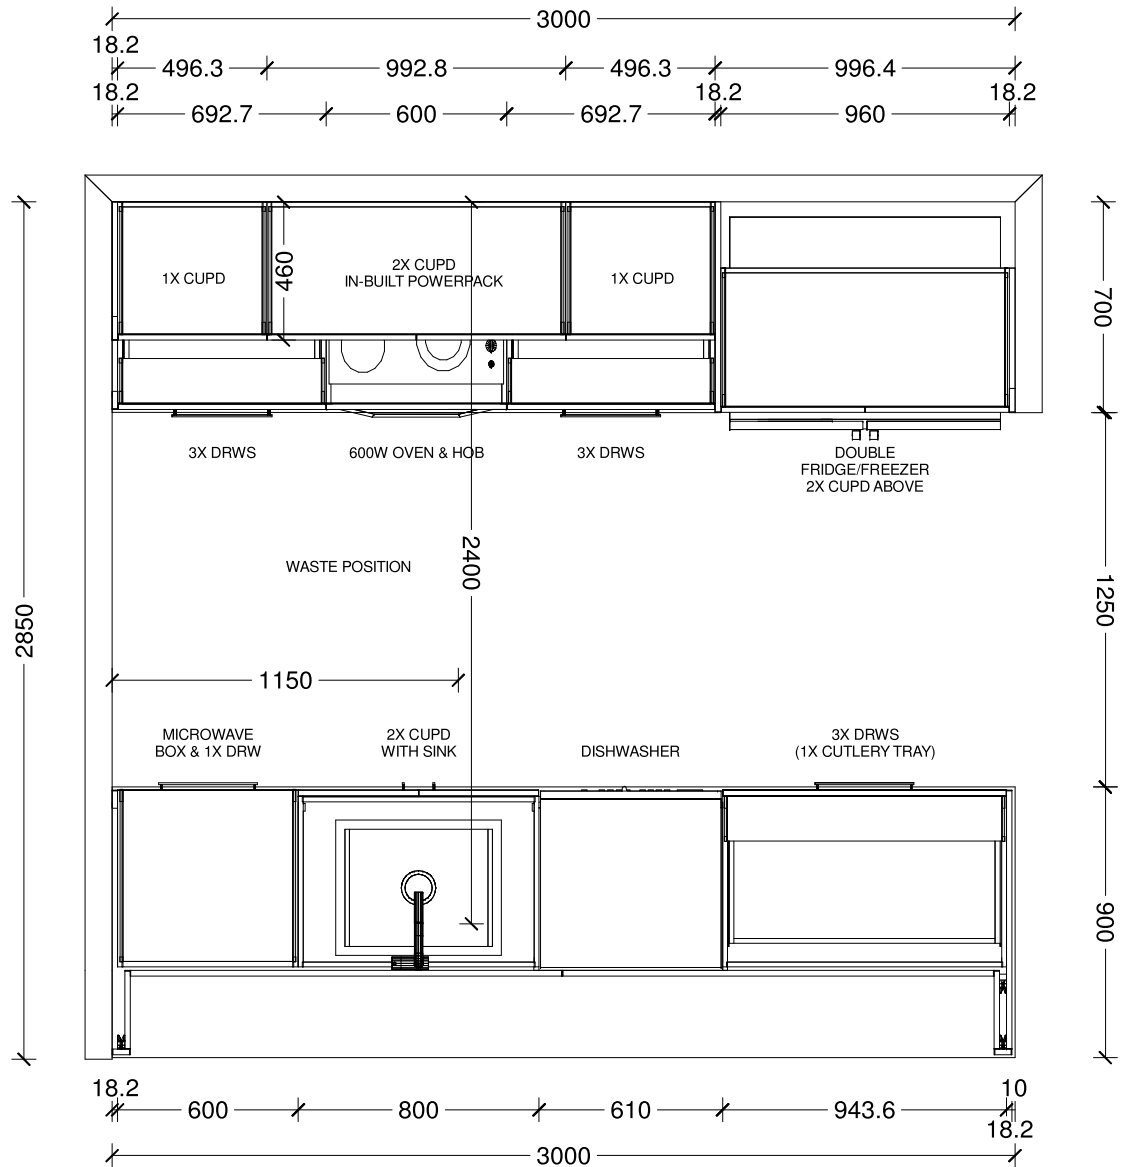 3000
18.2
496.3 992.8 496.3 996.4
18.2 18.2 18.2
692.7 600 692.7 960
1X CUPD
460
2X CUPD
IN-BUILT POWERPACK
1X CUPD
700
3X DRWS
600W OVEN & HOB
3X DRWS
DOUBLE
FRIDGE/FREEZER
2X CUPD ABOVE
2400
WASTE POSITION
1250
2850
1150
MICROWAVE
BOX & 1X DRW
2X CUPD
WITH SINK
DISHWASHER
3X DRWS
(1X CUTLERY TRAY)
900
18.2 10
600 800 610 943.6
18.2
3000